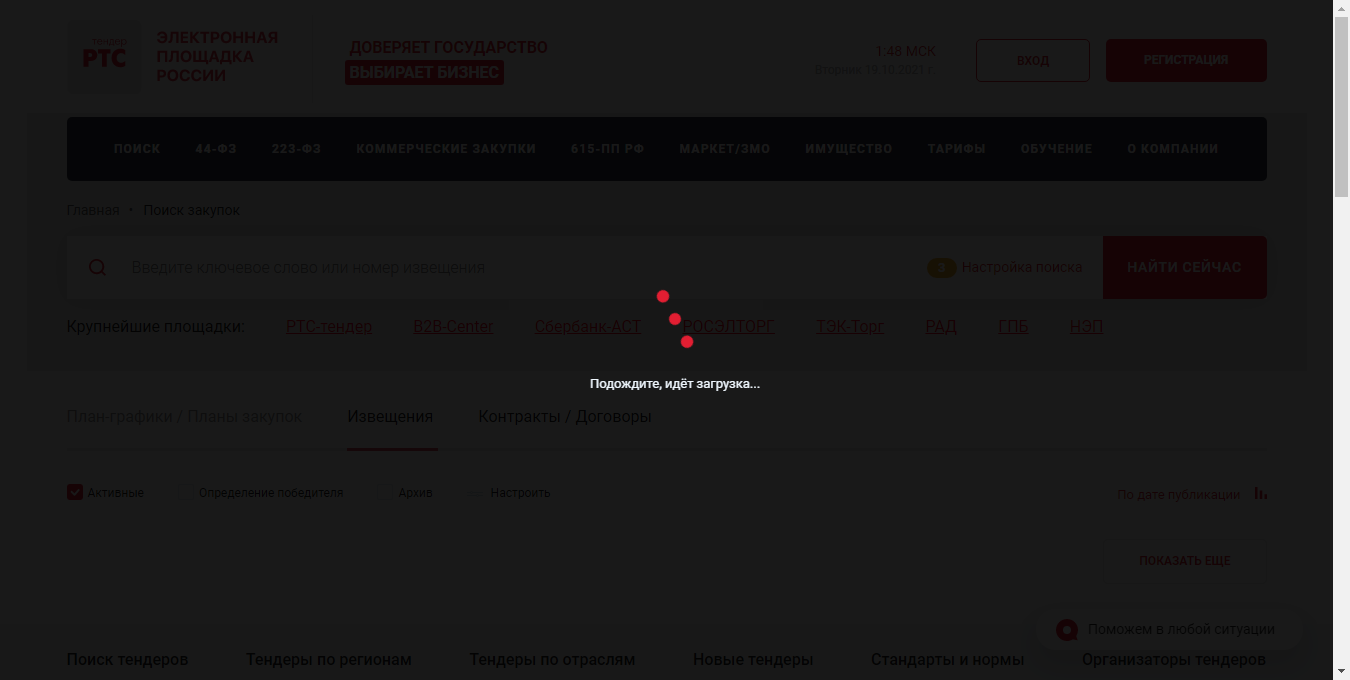 ТЕНДЕР
РТС
ЭЛЕКТРОННАЯ
ПЛОЩАДКА
РОССИИ
ДОВЕРЯЕТ ГОСУДАРСТВО
ВЫБИРАЕТ БИЗНЕС
1:48 МСК
Вторник 19.10.2021 г.
ВХОД
РЕГИСТРАЦИЯ
ПОИСК 44-ФЗ 223-ФЗ КОММЕРЧЕСКИЕ ЗАКУПКИ 615-ПП РФ МАРКЕТ/ЗМО ИМУЩЕСТВО ТАРИФЫ ОБУЧЕНИЕ О КОМПАНИИ
Главная • Поиск закупок
Введите ключевое слово или номер извещения 3 Настройка поиска НАЙТИ СЕЙЧАС
Крупнейшие площадки: РТС-тендер B2B-Center Сбербанк-АСТ РОСЭЛТОРГ ТЭК-Торг РАД ГПБ НЭП
Подождите, идёт загрузка...
План-графики / Планы закупок Извещения Контракты / Договоры
Активные Определение победителя Архив Настроить По дате публикации
ПОКАЗАТЬ ЕЩЕ
Поможем в любой ситуации
Поиск тендеров Тендеры по регионам Тендеры по отраслям Новые тендеры Стандарты и нормы Организаторы тендеров